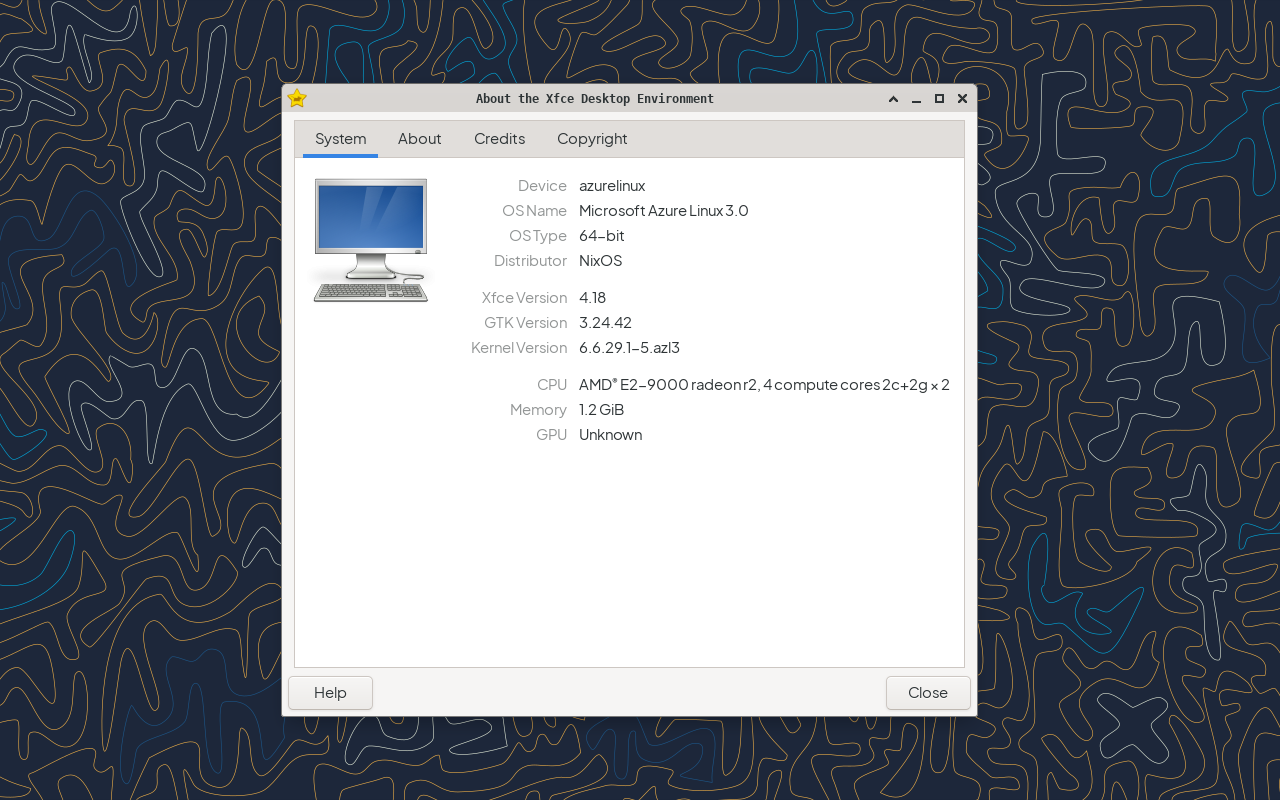 About the Xfce Desktop Environment
System About Credits Copyright
Device azurelinux
OS Name Microsoft Azure Linux 3.0
OS Type 64-bit
Distributor NixOS
Xfce Version 4.18
GTK Version 3.24.42
Kernel Version 6.6.29.1-5.azl3
CPU AMD® E2-9000 radeon r2, 4 compute cores 2c+2g × 2
Memory 1.2 GiB
GPU Unknown
Help Close